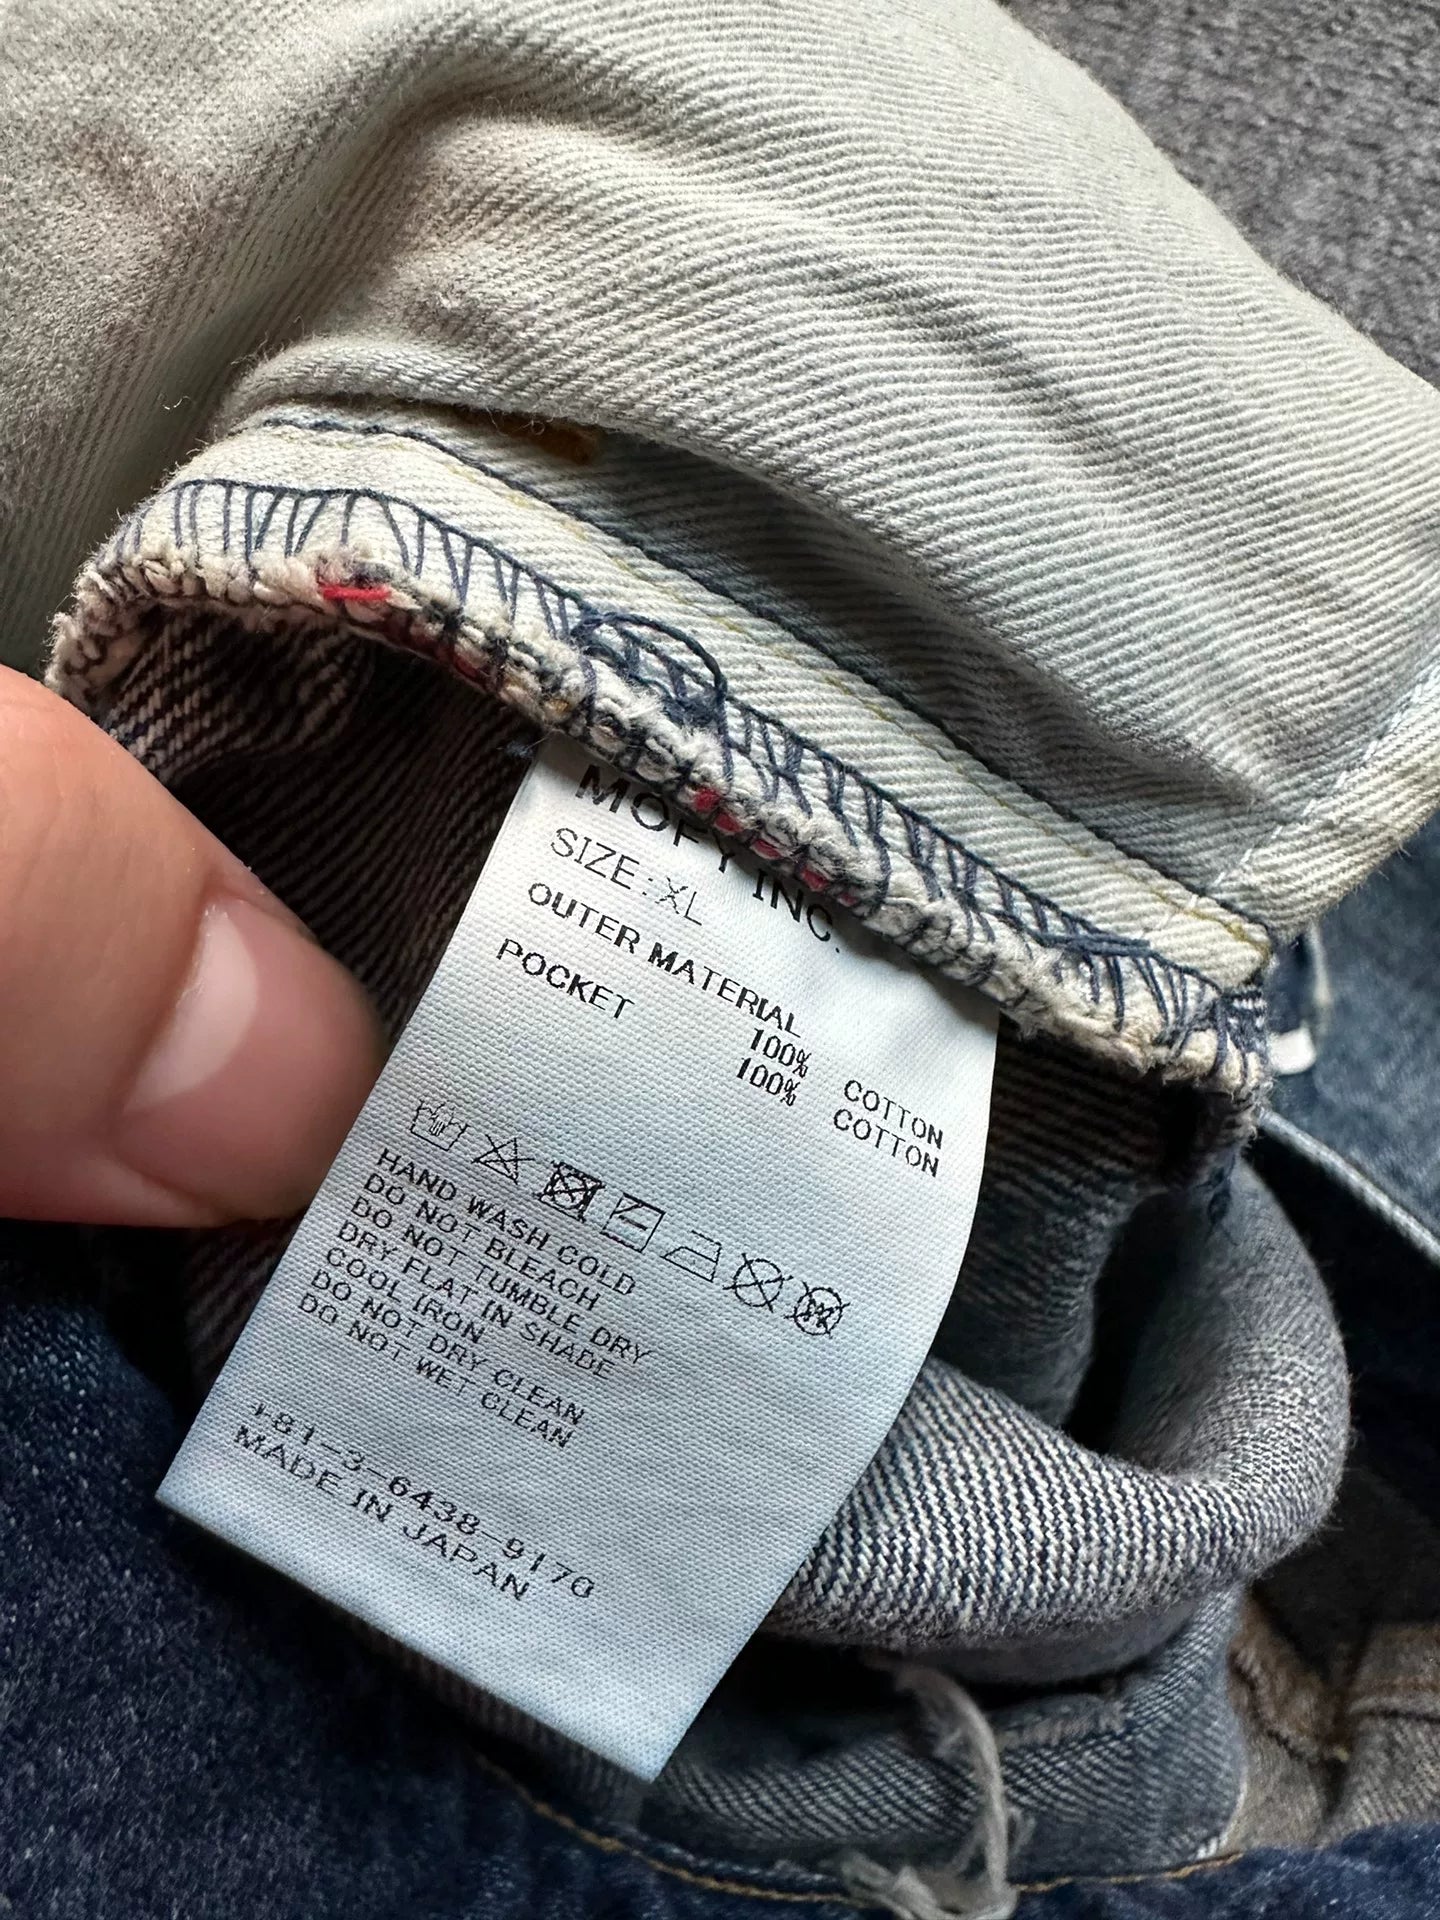 MOFY INC.
SIZE:XL
OUTER MATERIAL
100% COTTON
POCKET
100% COTTON
HAND WASH COLD
DO NOT BLEACH
DO NOT TUMBLE DRY
DRY FLAT IN SHADE
COOL IRON
DO NOT DRY CLEAN
DO NOT WET CLEAN
+81-3-6438-9170
MADE IN JAPAN